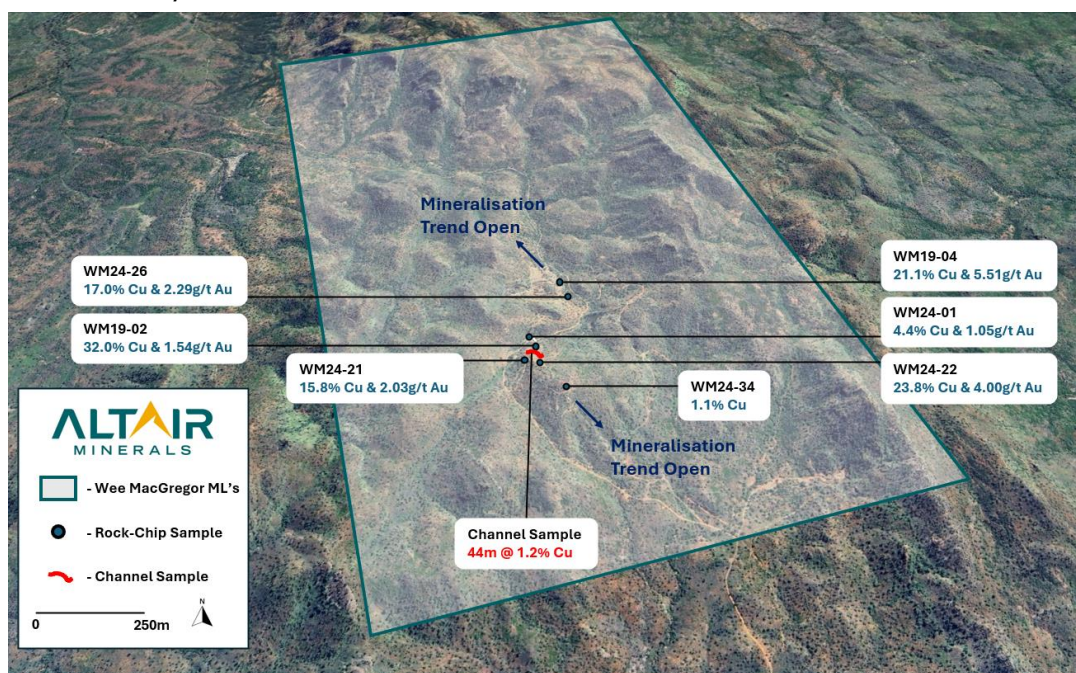 Mineralisation
Trend Open
WM24-26
17.0% Cu & 2.29g/t Au
WM19-04
21.1% Cu & 5.51g/t Au
WM19-02
32.0% Cu & 1.54g/t Au
WM24-01
4.4% Cu & 1.05g/t Au
WM24-21
15.8% Cu & 2.03g/t Au
WM24-22
23.8% Cu & 4.00g/t Au
WM24-34
1.1% Cu
Mineralisation
Trend Open
Channel Sample
44m @ 1.2% Cu
ALTAIR
MINERALS
- Wee MacGregor ML's
- Rock-Chip Sample
- Channel Sample
N
0 250m